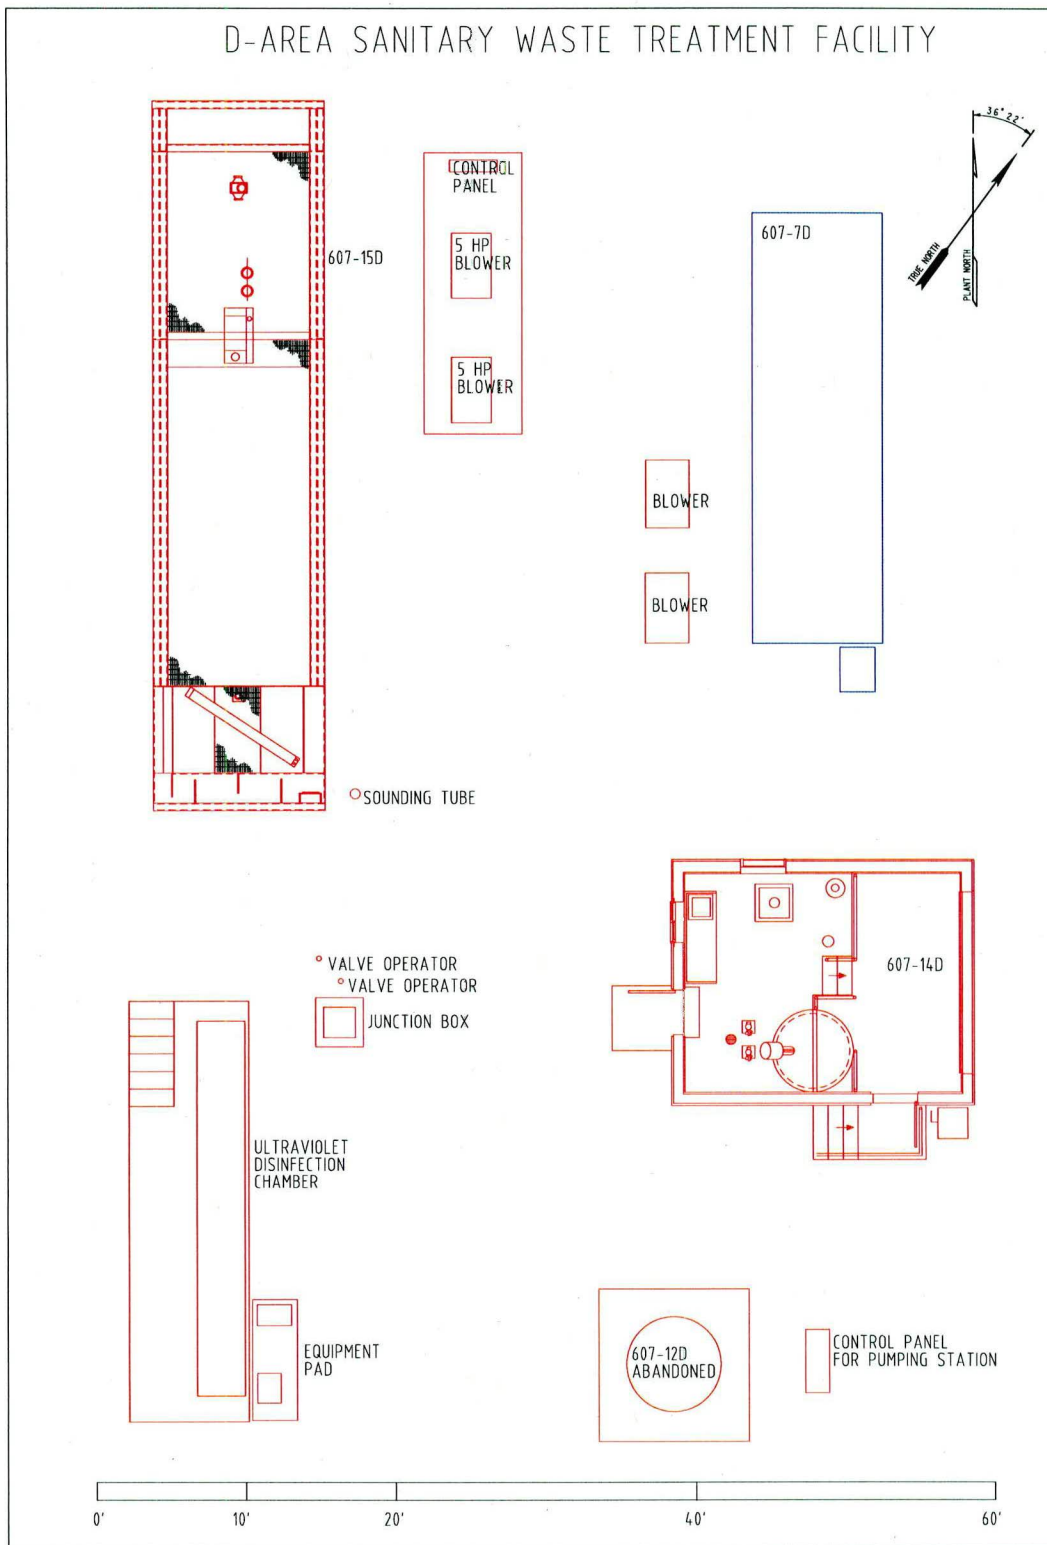 D-AREA SANITARY WASTE TREATMENT FACILITY
36° 22'
TRUE NORTH
PLANT NORTH
CONTROL
PANEL
607-15D
5 HP
BLOWER
5 HP
BLOWER
607-7D
BLOWER
BLOWER
SOUNDING TUBE
607-14D
VALVE OPERATOR
VALVE OPERATOR
JUNCTION BOX
ULTRAVIOLET
DISINFECTION
CHAMBER
EQUIPMENT
PAD
607-12D
ABANDONED
CONTROL PANEL
FOR PUMPING STATION
0' 10' 20' 40' 60'